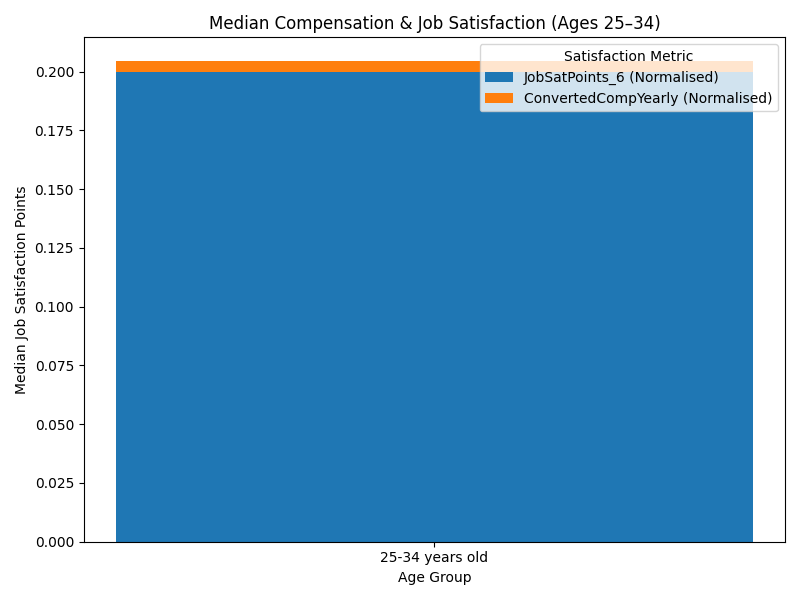 Median Compensation & Job Satisfaction (Ages 25–34)
Satisfaction Metric
JobSatPoints_6 (Normalised)
ConvertedCompYearly (Normalised)
0.200
0.175
0.150
0.125
0.100
0.075
0.050
0.025
0.000
Median Job Satisfaction Points
25-34 years old
Age Group